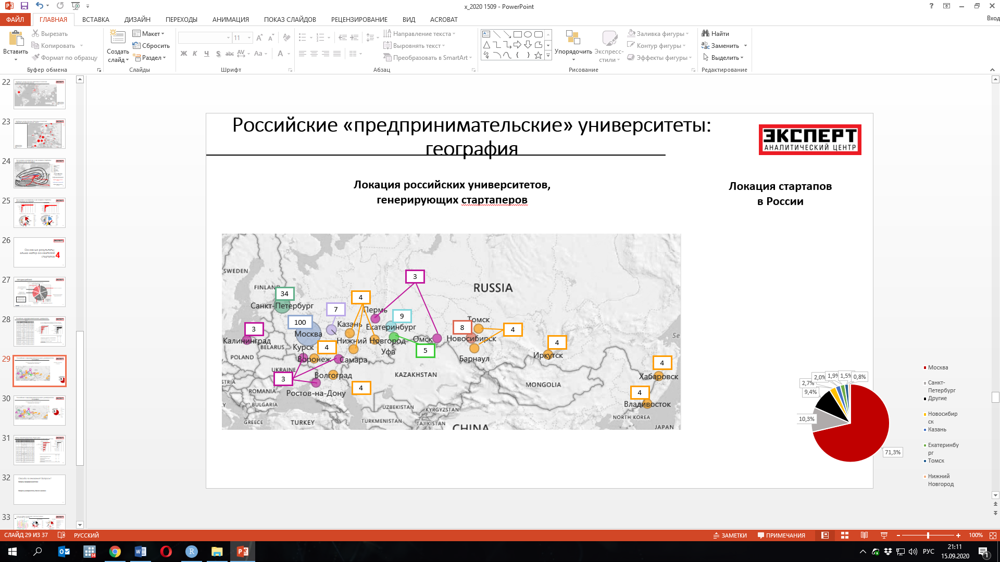 x_2020 1509 - PowerPoint
?
Вход
ФАЙЛ ГЛАВНАЯ ВСТАВКА ДИЗАЙН ПЕРЕХОДЫ АНИМАЦИЯ ПОКАЗ СЛАЙДОВ РЕЦЕНЗИРОВАНИЕ ВИД ACROBAT
Вставить
Вырезать
Копировать
Формат по образцу
Буфер обмена
Создать слайд
Макет
Сбросить
Раздел
Слайды
11
Ж К Ч S abc AV Aa A
Шрифт
Направление текста
Выровнять текст
Преобразовать в SmartArt
Абзац
Упорядочить
Экспресс-стили
Заливка фигуры
Контур фигуры
Эффекты фигуры
Рисование
Найти
Заменить
Выделить
Редактирование
22
23
24
25
26
27
28
29
30
31
32
33
Российские «предпринимательские» университеты:
география
ЭКСПЕРТ
АНАЛИТИЧЕСКИЙ ЦЕНТР
Локация российских университетов,
генерирующих стартаперов
Локация стартапов
в России
SWEDEN
FINLAND
RUSSIA
3
34
4
7
9
100
3
8
4
4
4
5
4
3
4
4
Санкт-Петербург
Пермь
Томск
Казань
Екатеринбург
Москва
Калининград
BELARUS
Курск
Нижний Новгород
Омск
Новосибирск
Se
POLAND
Воронеж
Самара
Уфа
Барнаул
Иркутск
UKRAINE
Волгоград
KAZAKHSTAN
Хабаровск
STRIA
ROMANIA
Ростов-на-Дону
MONGOLIA
Владивосток
BULGARIA
UZBEKISTAN
KYRGYZSTAN
GREECE
TURKEY
TURKMENISTAN
TAJIKISTAN
CHINA
NORTH KOREA
JAPAN
2,0%
1,9%
1,5%
0,8%
2,7%
9,4%
10,3%
71,3%
Москва
Санкт-
Петербург
Другие
Новосибир
ск
Казань
Екатеринбу
рг
Томск
Нижний
Новгород
СЛАЙД 29 ИЗ 37 РУССКИЙ
ЗАМЕТКИ ПРИМЕЧАНИЯ
100%
РУС
21:11
15.09.2020
1